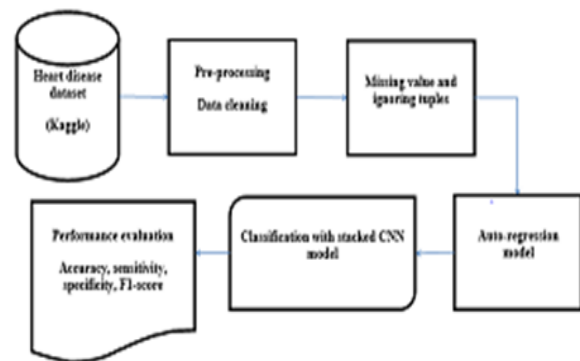 Heart disease
dataset
(Kaggle)
Pre-processing
Data cleaning
Missing value and
ignoring tuples
Auto-regression
model
Classification with stacked CNN
model
Performance evaluation
Accuracy, sensitivity,
specificity, F1-score